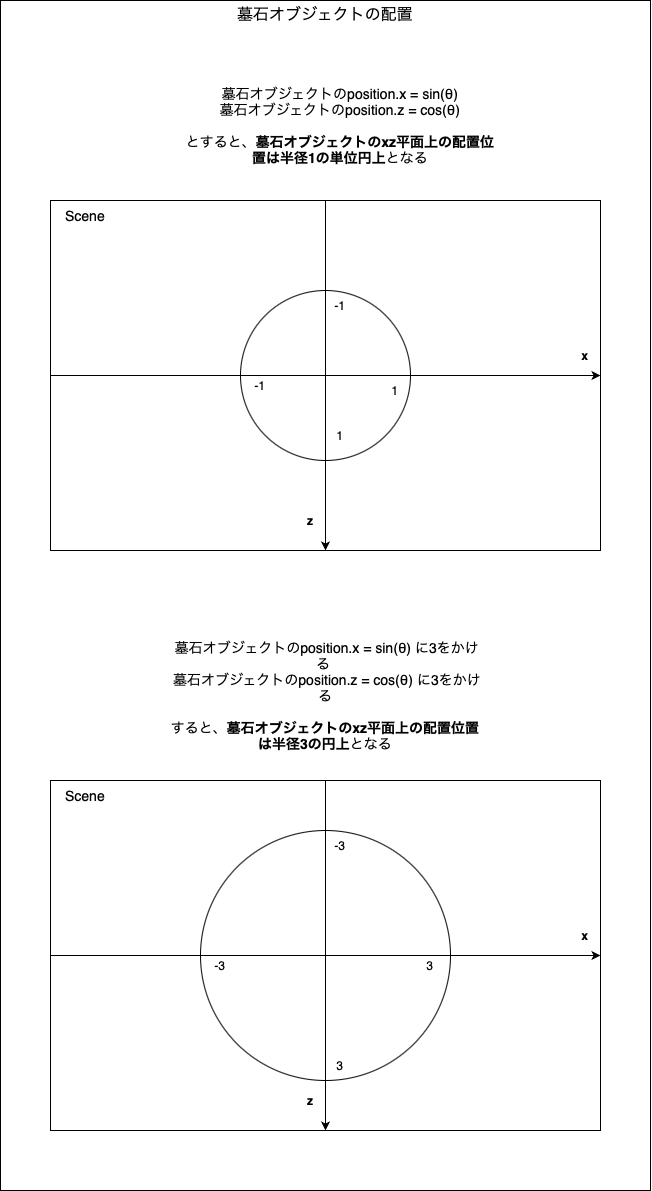 墓石オブジェクトの配置
墓石オブジェクトのposition.x = sin(θ)
墓石オブジェクトのposition.z = cos(θ)
とすると、墓石オブジェクトのxz平面上の配置位
置は半径1の単位円上となる
Scene
-1
x
-1
1
1
z
墓石オブジェクトのposition.x = sin(θ) に3をかけ
る
墓石オブジェクトのposition.z = cos(θ) に3をかけ
る
すると、墓石オブジェクトのxz平面上の配置位置
は半径3の円上となる
Scene
-3
x
-3
3
3
z